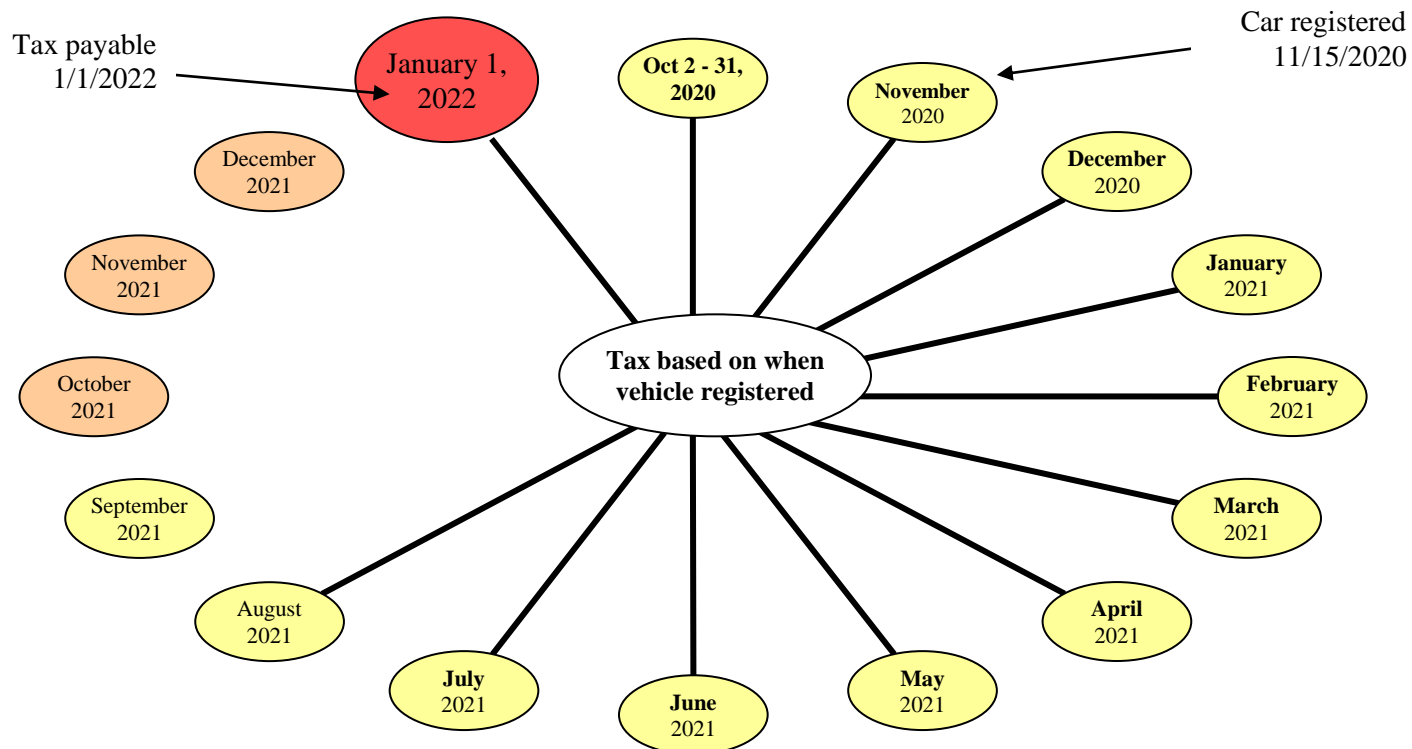 Tax payable
1/1/2022
January 1,
2022
Oct 2 - 31,
2020
November
2020
Car registered
11/15/2020
December
2020
January
2021
February
2021
March
2021
April
2021
May
2021
June
2021
July
2021
August
2021
September
2021
October
2021
November
2021
December
2021
Tax based on when
vehicle registered